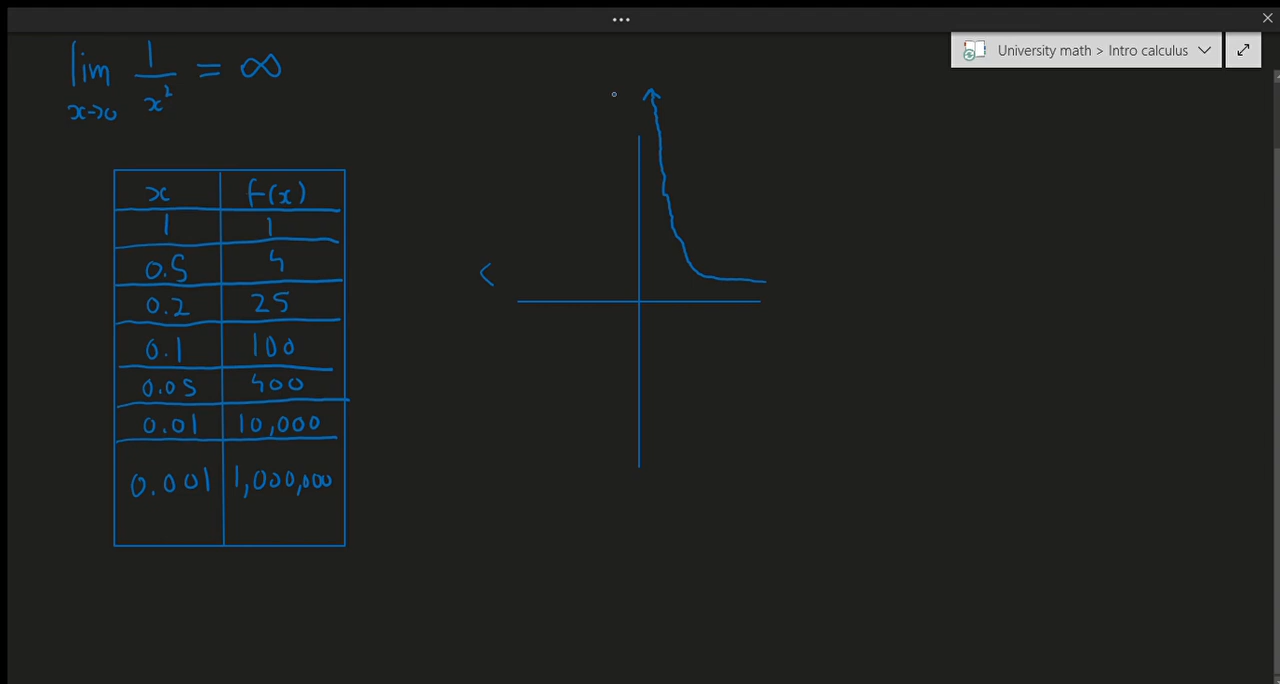 University math > Intro calculus
lim x→0 1/x² = ∞
x f(x)
1 1
0.5 4
0.2 25
0.1 100
0.05 400
0.01 10,000
0.001 1,000,000